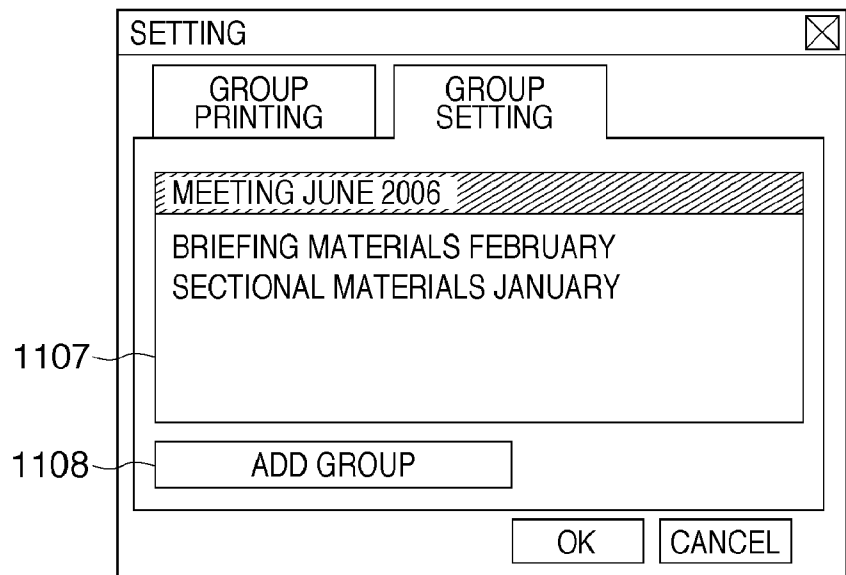 SETTING
GROUP
PRINTING
GROUP
SETTING
MEETING JUNE 2006
BRIEFING MATERIALS FEBRUARY
SECTIONAL MATERIALS JANUARY
1107
1108
ADD GROUP
OK
CANCEL